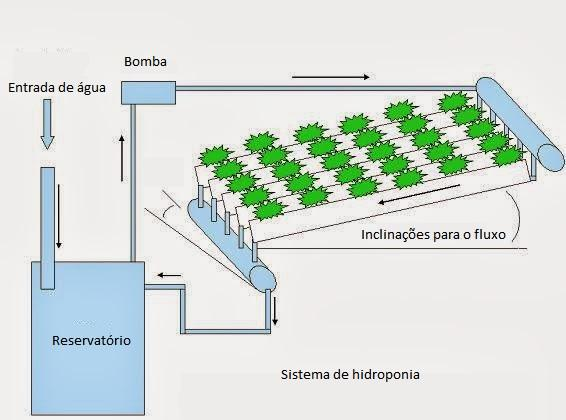 Bomba
Entrada de água
Inclinações para o fluxo
Reservatório
Sistema de hidroponia